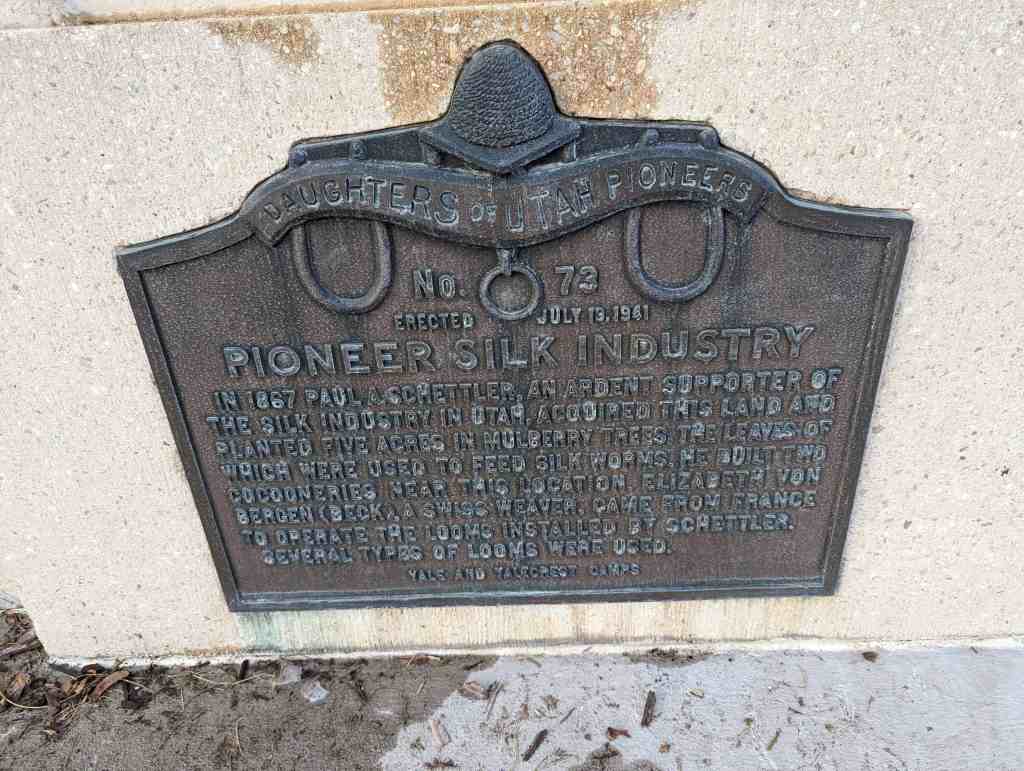 DAUGHTERS OF UTAH PIONEERS
No. 73
ERECTED JULY 13, 1941
PIONEER SILK INDUSTRY
IN 1867 PAUL A. SCHETTLER, AN ARDENT SUPPORTER OF
THE SILK INDUSTRY IN UTAH, ACQUIRED THIS LAND AND
PLANTED FIVE ACRES IN MULBERRY TREES, THE LEAVES OF
WHICH WERE USED TO FEED SILK WORMS. HE BUILT TWO
COCOONERIES NEAR THIS LOCATION. ELIZABETH VON
BERGEN (BECK), A SWISS WEAVER, CAME FROM FRANCE
TO OPERATE THE LOOMS INSTALLED BY SCHETTLER.
SEVERAL TYPES OF LOOMS WERE USED.
YALE AND YALECREST CAMPS